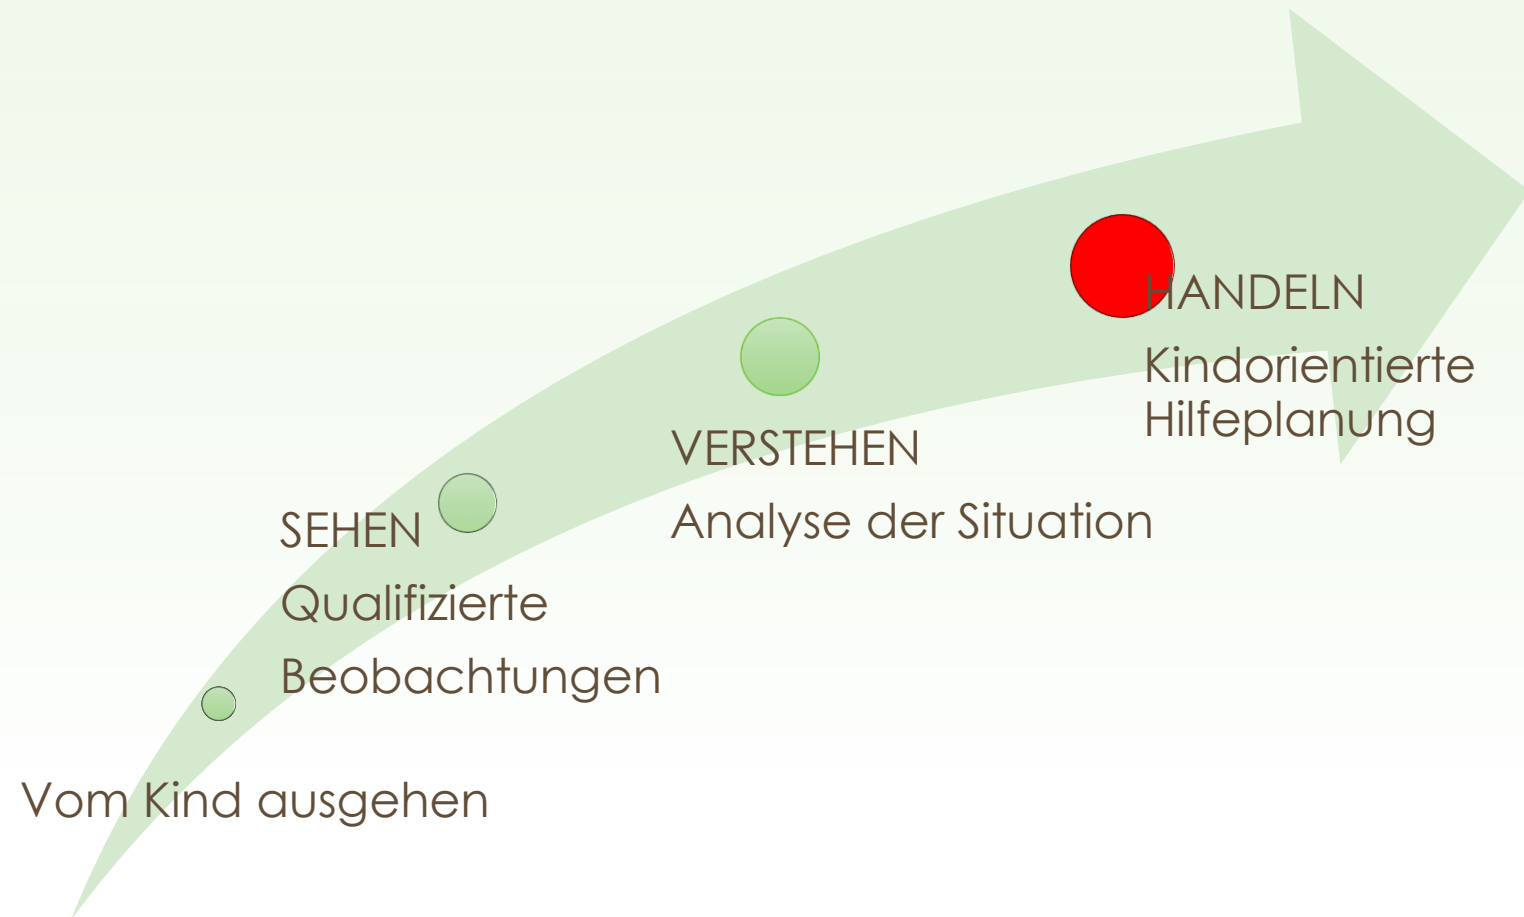 Vom Kind ausgehen
SEHEN
Qualifizierte
Beobachtungen
VERSTEHEN
Analyse der Situation
HANDELN
Kindorientierte
Hilfeplanung